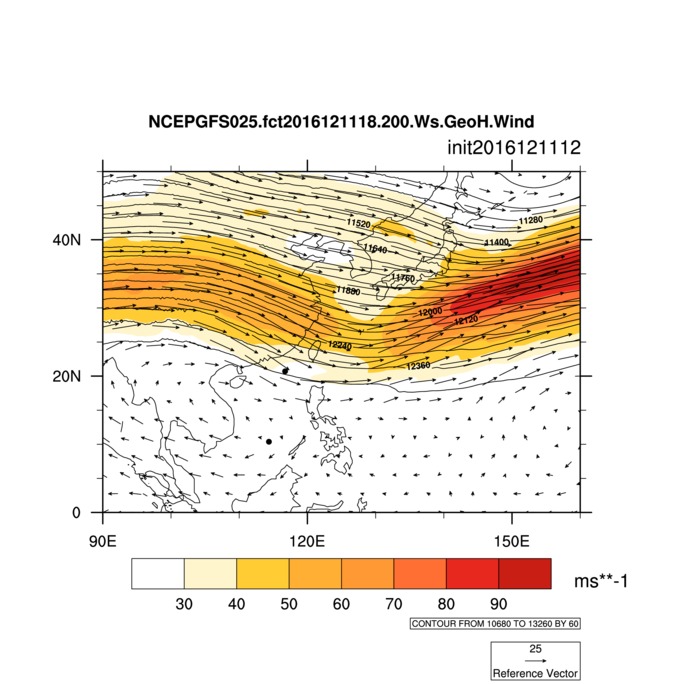 NCEPGFS025.fct2016121118.200.Ws.GeoH.Wind
init2016121112
11280
11520
11400
40N
11640
11760
11880
12000
12120
12240
12360
20N
0
90E 120E 150E
ms**-1
30 40 50 60 70 80 90
CONTOUR FROM 10680 TO 13260 BY 60
25
Reference Vector